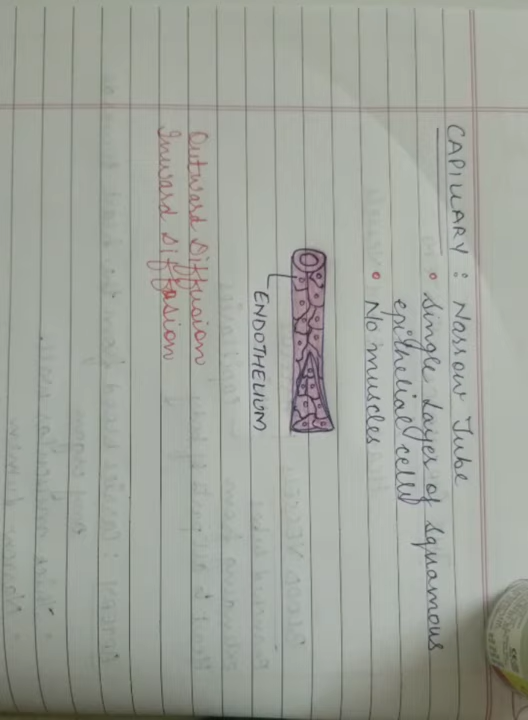 CAPILLARY : Narrow Tube
• Single layer of squamous
epithelial cells
• No muscles
ENDOTHELIUM
Outward Diffusion
Inward Diffusion